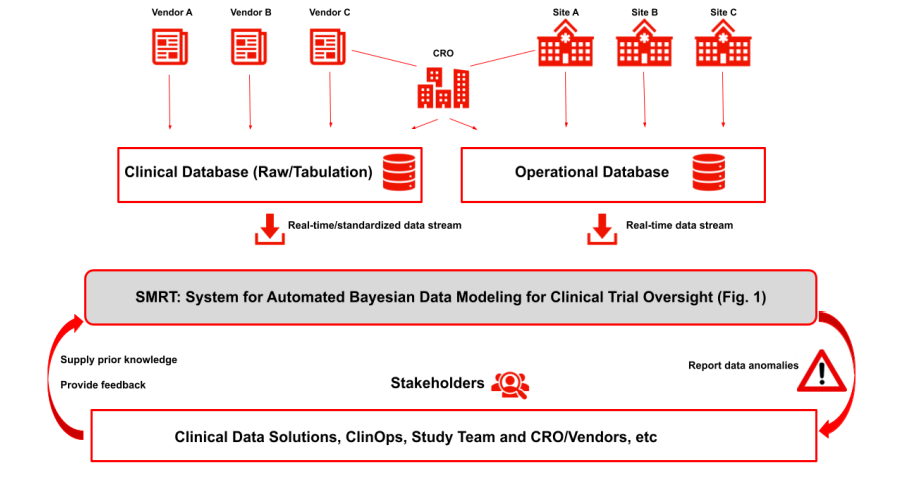 Vendor A
Vendor B
Vendor C
Site A
Site B
Site C
CRO
Clinical Database (Raw/Tabulation)
Operational Database
Real-time/standardized data stream
Real-time data stream
SMRT: System for Automated Bayesian Data Modeling for Clinical Trial Oversight (Fig. 1)
Supply prior knowledge
Provide feedback
Report data anomalies
Stakeholders
Clinical Data Solutions, ClinOps, Study Team and CRO/Vendors, etc